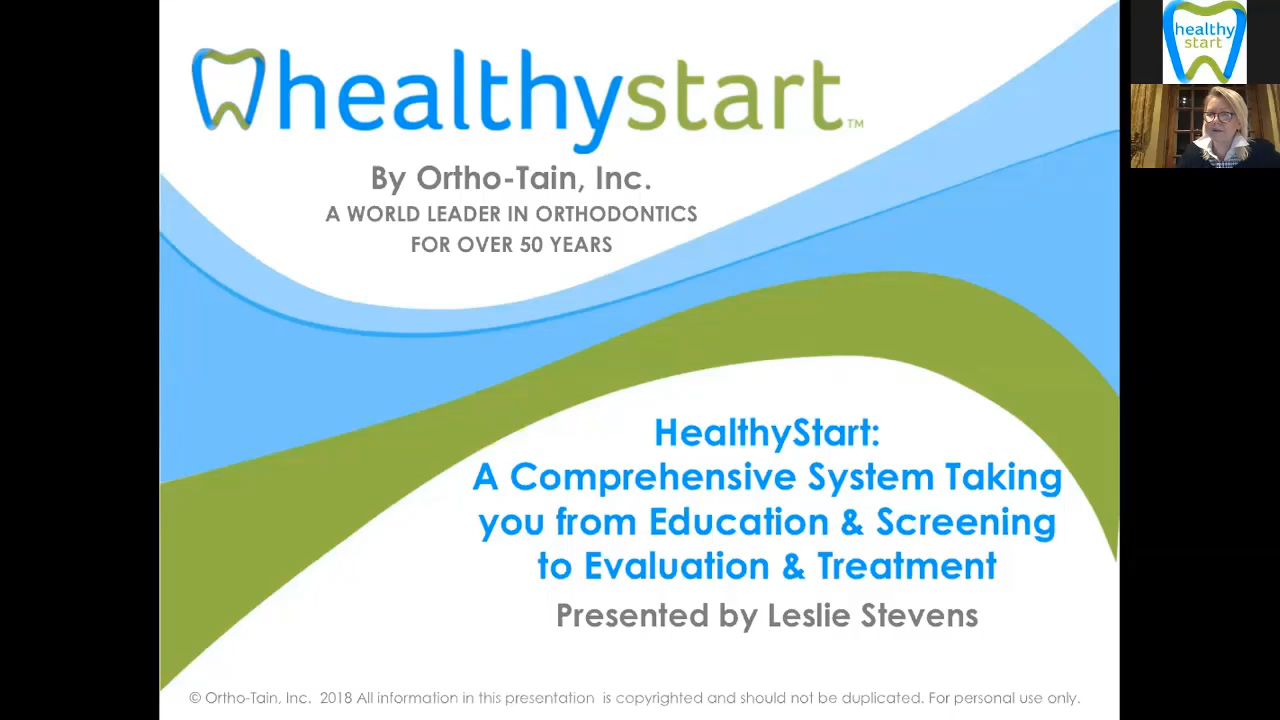 healthystart™
By Ortho-Tain, Inc.
A WORLD LEADER IN ORTHODONTICS
FOR OVER 50 YEARS
HealthyStart:
A Comprehensive System Taking
you from Education & Screening
to Evaluation & Treatment
Presented by Leslie Stevens
© Ortho-Tain, Inc. 2018 All information in this presentation is copyrighted and should not be duplicated. For personal use only.
healthy
start